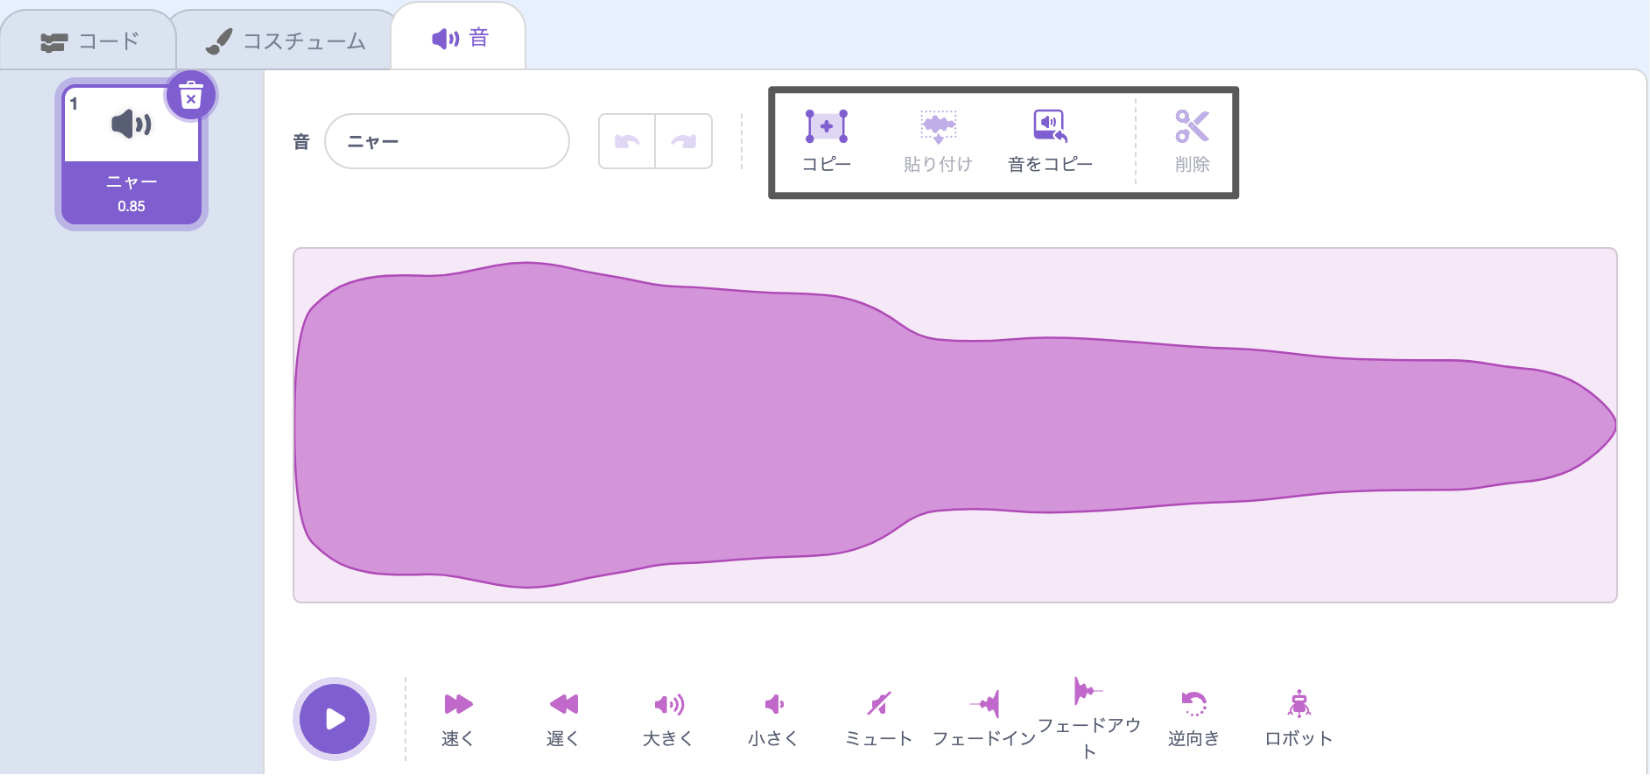 コード
コスチューム
音
1
ニャー
0.85
音
ニャー
コピー
貼り付け
音をコピー
削除
速く
遅く
大きく
小さく
ミュート
フェードイン
フェードアウ
ト
逆向き
ロボット